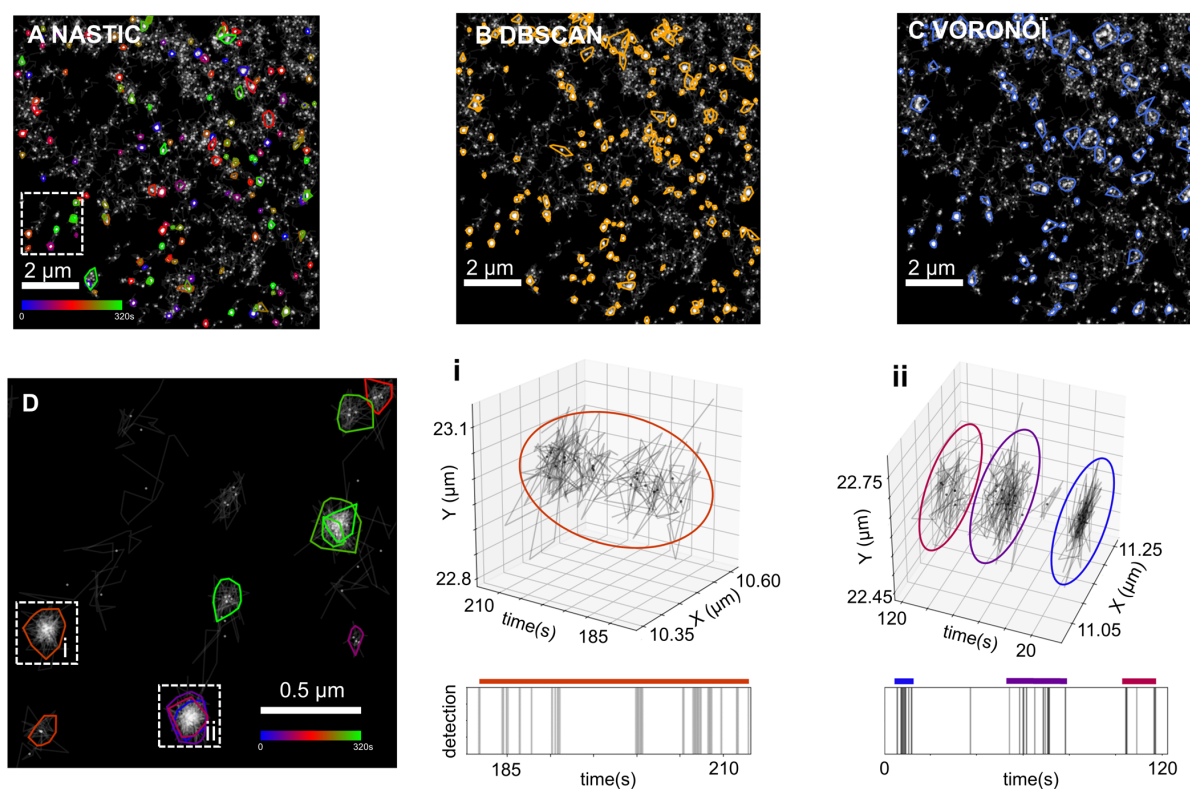 A NASTIC
B DBSCAN
C VORONOÏ
2 µm
0
320s
2 µm
2 µm
D
i
ii
0.5 µm
0
320s
i
23.1
Y (µm)
22.8
210
time(s)
185
10.35
X (µm)
10.60
detection
185
time(s)
210
ii
22.75
Y (µm)
22.45
120
time(s)
20
11.05
X (µm)
11.25
0
time(s)
120